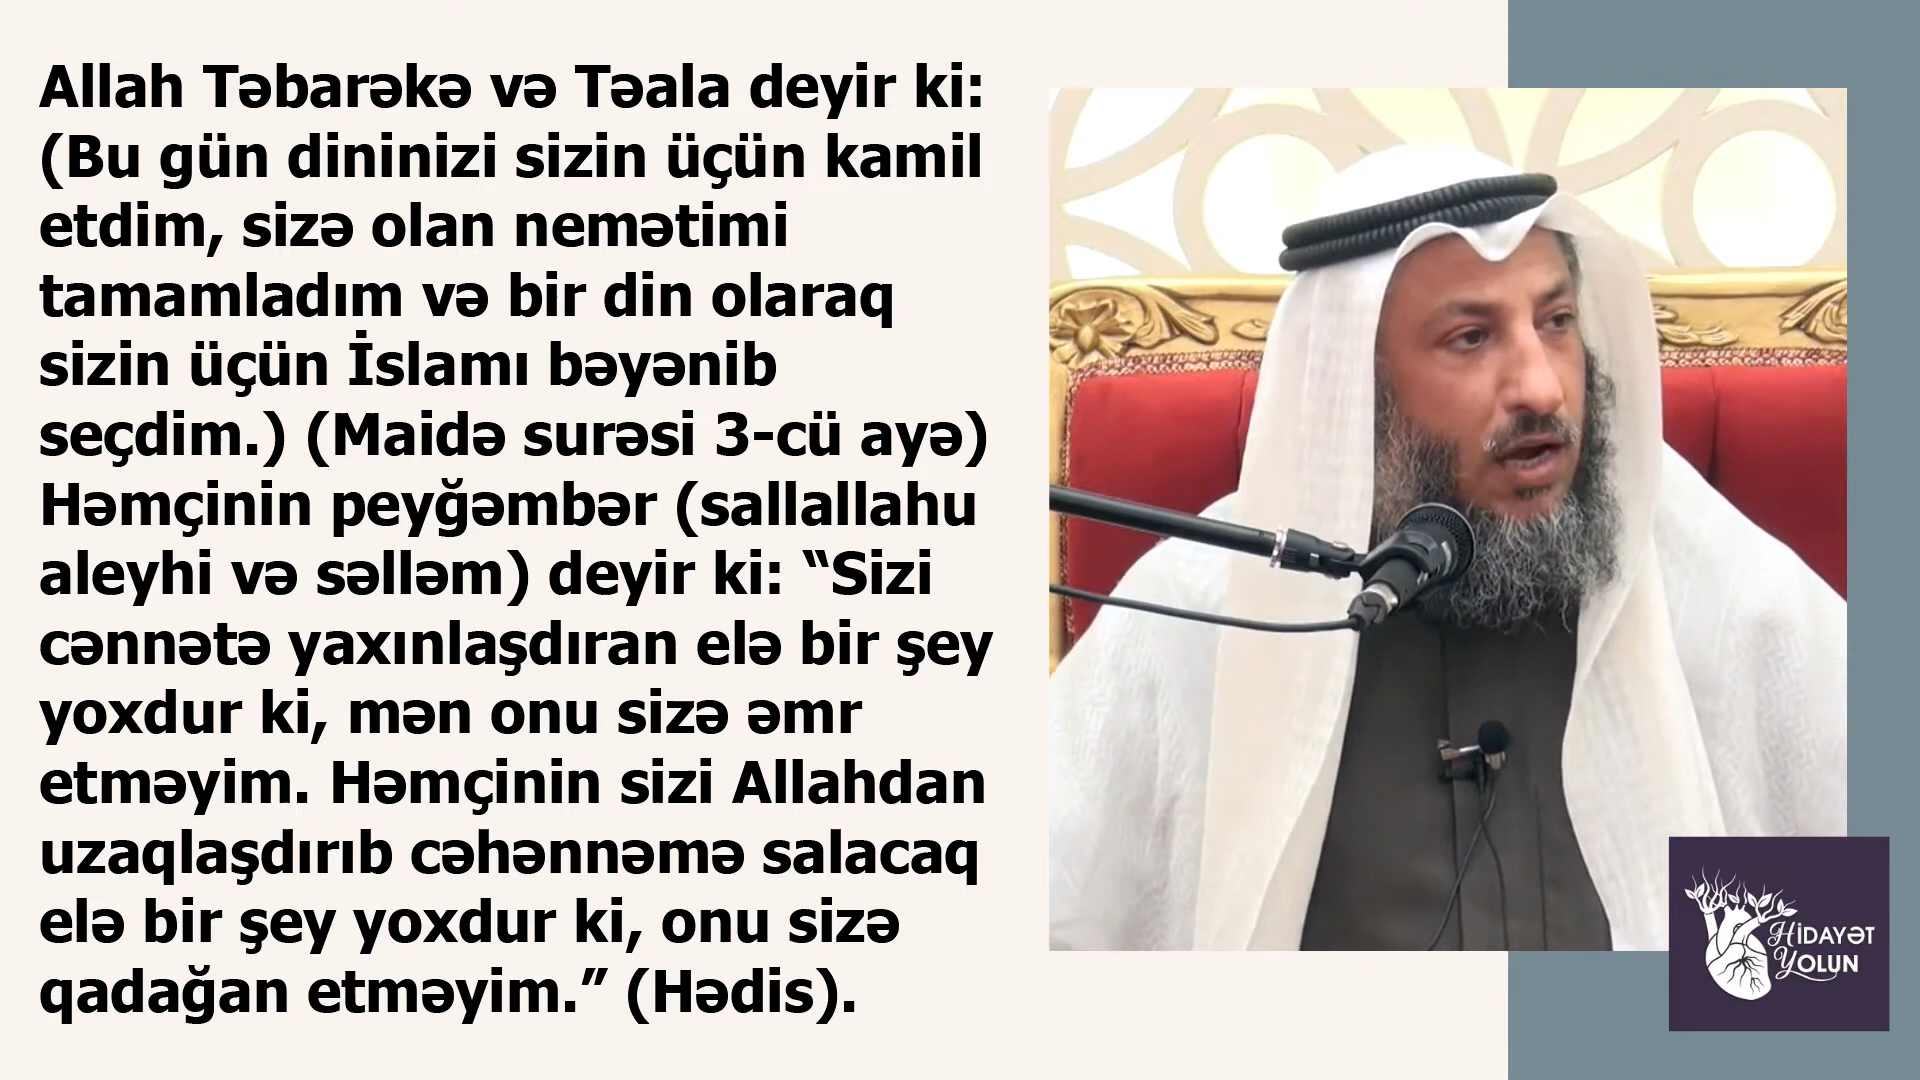 Allah Təbarəkə və Təala deyir ki:
(Bu gün dininizi sizin üçün kamil
etdim, sizə olan nemətimi
tamamladım və bir din olaraq
sizin üçün İslamı bəyənib
seçdim.) (Maidə surəsi 3-cü ayə)
Həmçinin peyğəmbər (sallallahu
aleyhi və səlləm) deyir ki: “Sizi
cənnətə yaxınlaşdıran elə bir şey
yoxdur ki, mən onu sizə əmr
etməyim. Həmçinin sizi Allahdan
uzaqlaşdırıb cəhənnəmə salacaq
elə bir şey yoxdur ki, onu sizə
qadağan etməyim.” (Hədis).
HİDAYƏT
YOLUN